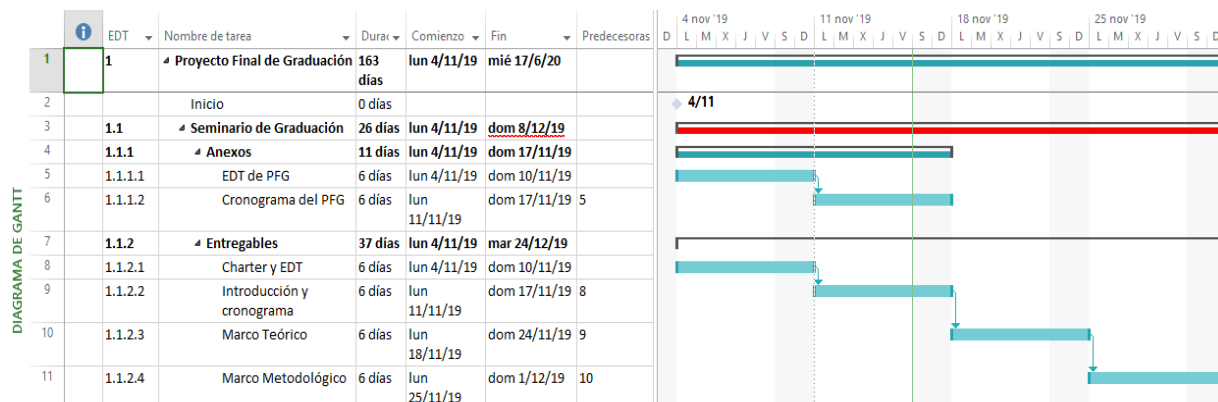 4 nov '19 11 nov '19 18 nov '19 25 nov '19
EDT Nombre de tarea Durac Comienzo Fin Predecesoras D L M X J V S D L M X J V S D L M X J V S D L M X J V S D
1 1 Proyecto Final de Graduación 163 días lun 4/11/19 mié 17/6/20
2 Inicio 0 días 4/11
3 1.1 Seminario de Graduación 26 días lun 4/11/19 dom 8/12/19
4 1.1.1 Anexos 11 días lun 4/11/19 dom 17/11/19
5 1.1.1.1 EDT de PFG 6 días lun 4/11/19 dom 10/11/19
6 1.1.1.2 Cronograma del PFG 6 días lun 11/11/19 dom 17/11/19 5
7 1.1.2 Entregables 37 días lun 4/11/19 mar 24/12/19
8 1.1.2.1 Charter y EDT 6 días lun 4/11/19 dom 10/11/19
9 1.1.2.2 Introducción y cronograma 6 días lun 11/11/19 dom 17/11/19 8
10 1.1.2.3 Marco Teórico 6 días lun 18/11/19 dom 24/11/19 9
11 1.1.2.4 Marco Metodológico 6 días lun 25/11/19 dom 1/12/19 10
DIAGRAMA DE GANTT